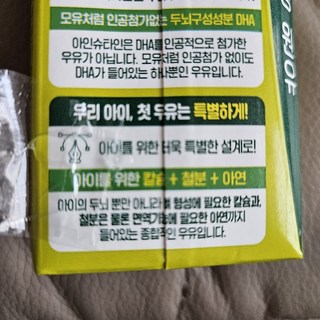 모유처럼 인공첨가없는 두뇌구성성분 DHA
아인슈타인은 DHA를 인공적으로 첨가한
우유가 아닙니다. 모유처럼 인공첨가 없이도
DHA가 들어있는 하나뿐인 우유입니다.
우리 아이, 첫 우유는 특별하게!
아이를 위한 더욱 특별한 설계로!
아이를 위한 칼슘 + 철분 + 아연
아이의 두뇌 뿐만 아니라 뼈 형성에 필요한 칼슘과,
철분은 물론 면역기능에 필요한 아연까지
들어있는 종합적인 우유입니다.